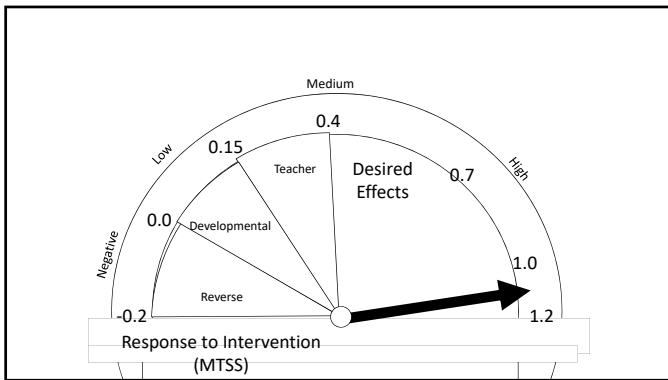 Medium
Low
High
Negative
0.4
0.15
0.7
0.0
1.0
-0.2
1.2
Teacher
Desired
Effects
Developmental
Reverse
Response to Intervention
(MTSS)